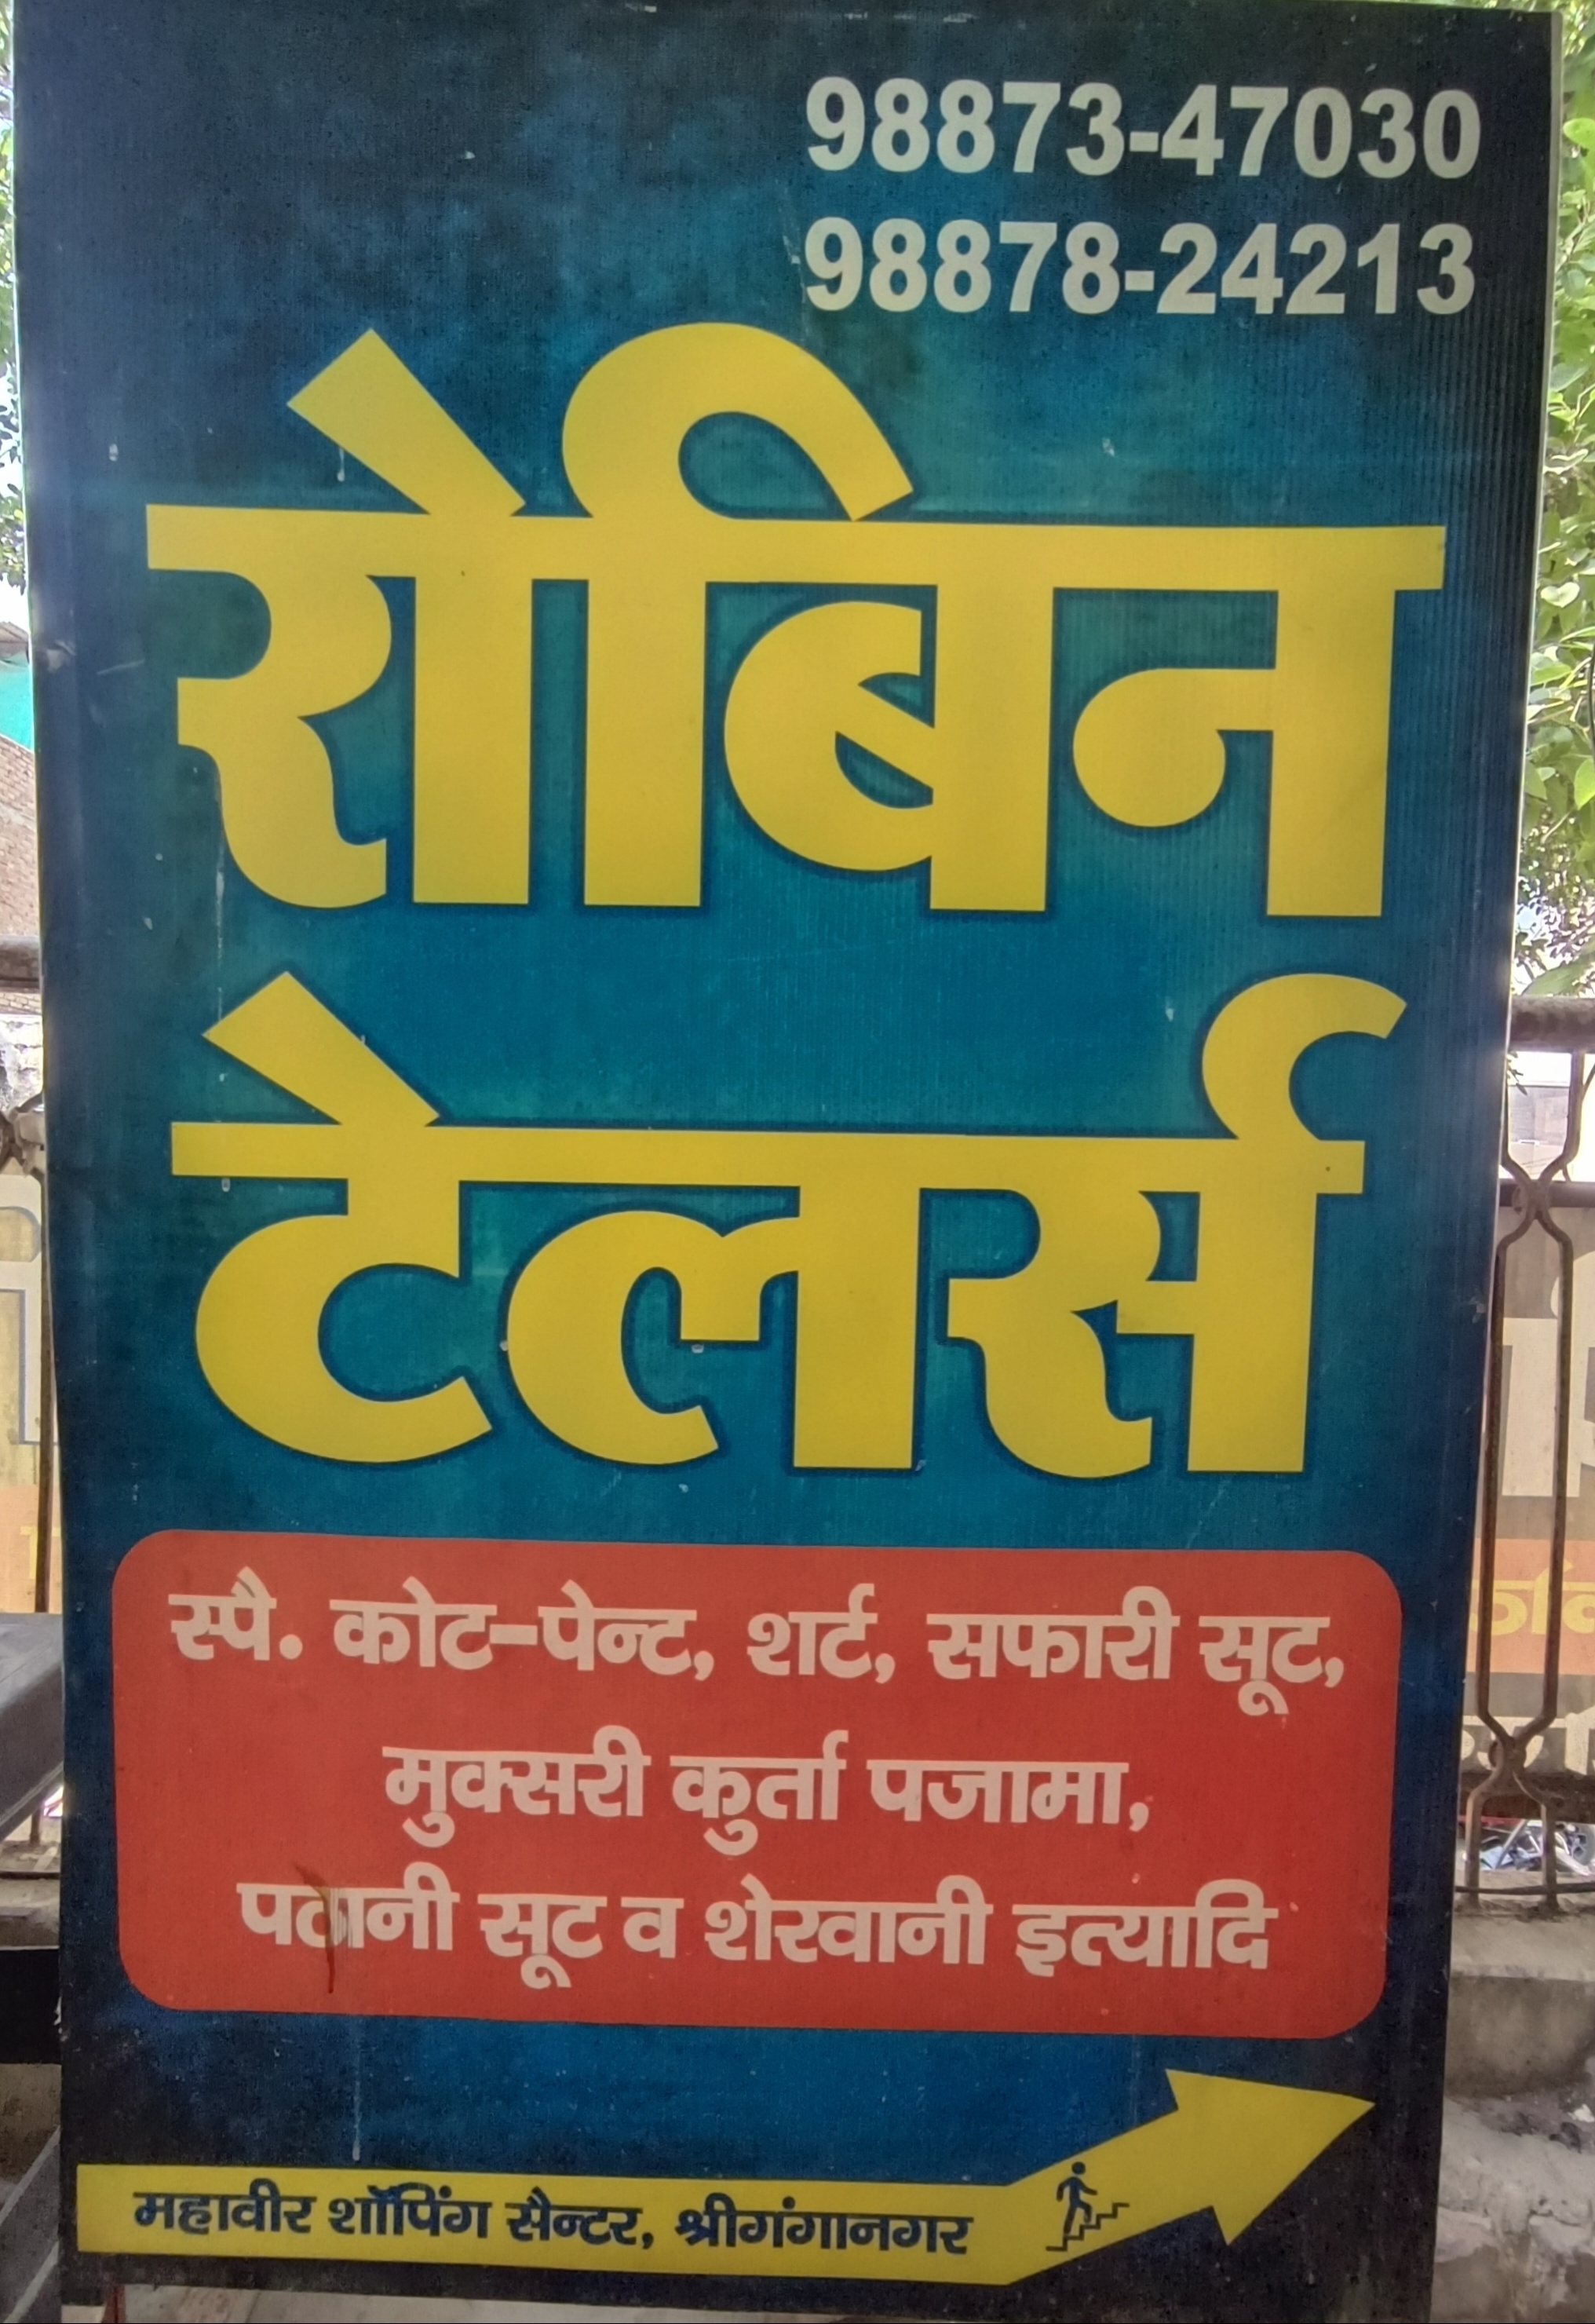 98873-47030
98878-24213
रोबिन
टेलर्स
स्पै. कोट-पेन्ट, शर्ट, सफारी सूट,
मुक्सरी कुर्ता पजामा,
पठानी सूट व शेरवानी इत्यादि
महावीर शॉपिंग सैन्टर, श्रीगंगानगर